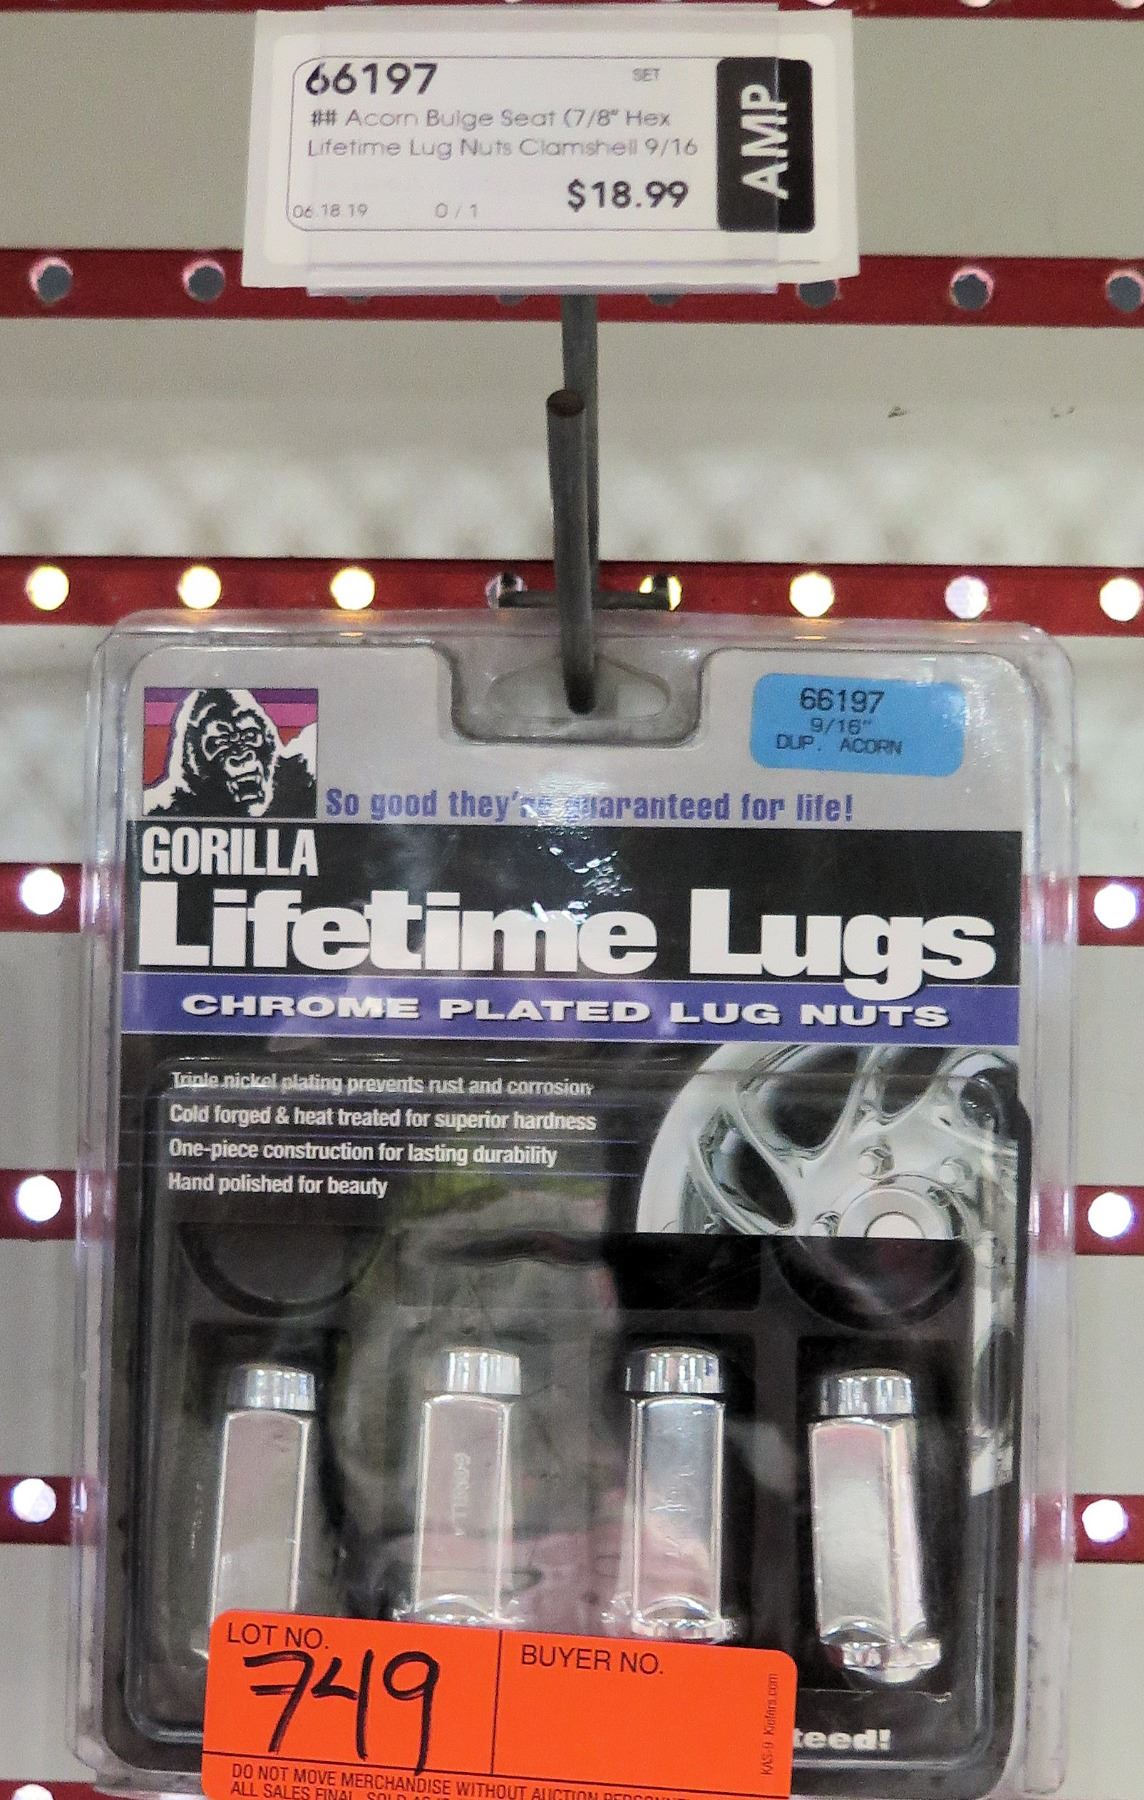 66197
SET
## Acorn Bulge Seat (7/8" Hex
Lifetime Lug Nuts Clamshell 9/16
$18.99
06.18.19
0 / 1
AMP
66197
9/16"
DUP. ACORN
So good they're guaranteed for life!
GORILLA
Lifetime Lugs
CHROME PLATED LUG NUTS
Triple nickel plating prevents rust and corrosion
Cold forged & heat treated for superior hardness
One-piece construction for lasting durability
Hand polished for beauty
GORILLA
LOT NO.
749
BUYER NO.
teed!
DO NOT MOVE MERCHANDISE WITHOUT AUCTION
ALL SALES FINAL. SOLD